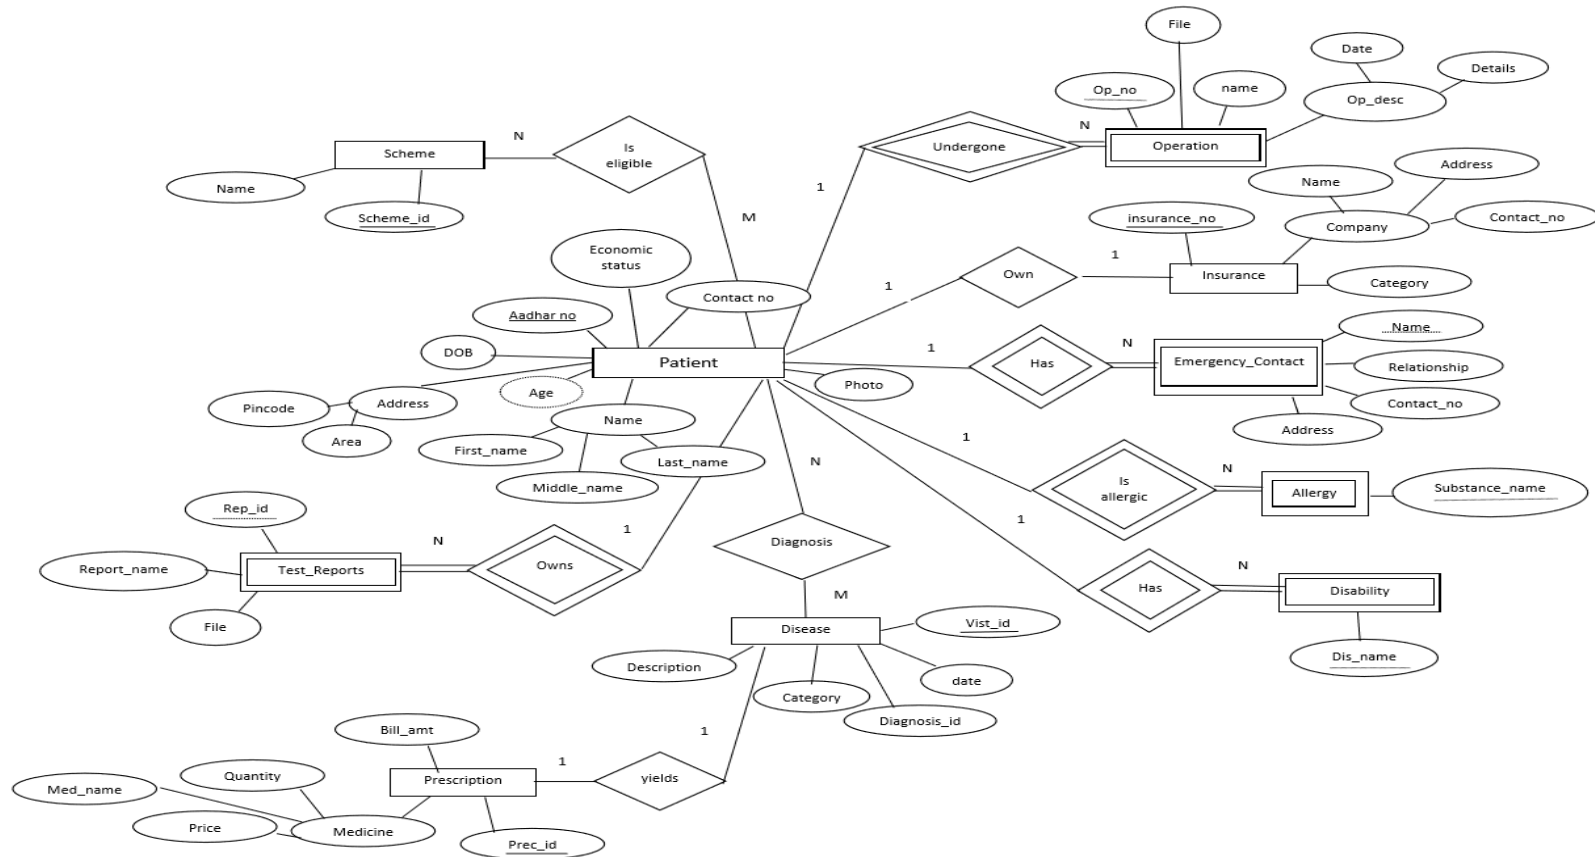 File
Date
Details
Op_no
name
Op_desc
N
Scheme
Is
eligible
N
Undergone
Operation
Name
Address
Name
1
Scheme_id
M
insurance_no
Company
Contact_no
Economic
status
Own
1
Insurance
Category
1
Contact no
Aadhar no
Name
DOB
Patient
1
Has
N
Emergency_Contact
Relationship
Age
Photo
Pincode
Address
Contact_no
Name
Area
Address
First_name
1
Last_name
N
N
Middle_name
Is
allergic
Allergy
Substance_name
Rep_id
N
1
1
Diagnosis
Report_name
Test_Reports
Owns
N
Has
Disability
M
File
Disease
Vist_id
Description
Dis_name
date
Category
Diagnosis_id
Bill_amt
1
1
Quantity
Prescription
yields
Med_name
Price
Medicine
Prec_id